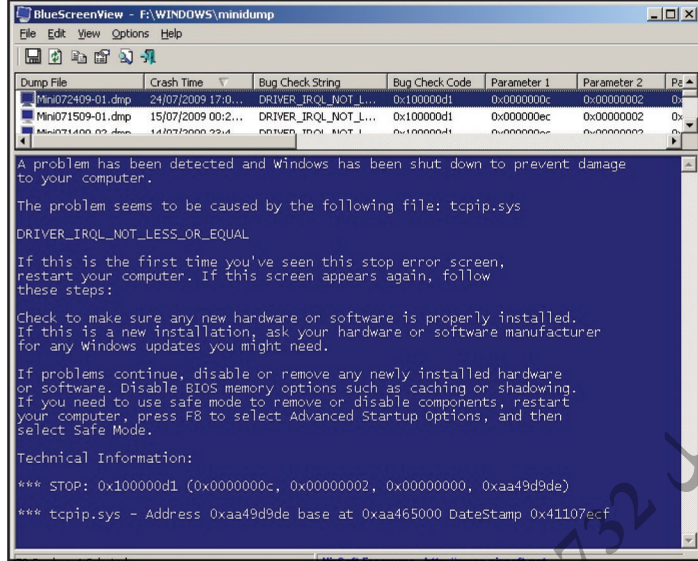 BlueScreenView - F:\WINDOWS\minidump
File Edit View Options Help
Dump File Crash Time Bug Check String Bug Check Code Parameter 1 Parameter 2 Pa
Mini072409-01.dmp 24/07/2009 17:0... DRIVER_IRQL_NOT_L... 0x100000d1 0x0000000c 0x00000002 0x
Mini071509-01.dmp 15/07/2009 00:2... DRIVER_IRQL_NOT_L... 0x100000d1 0x000000ec 0x00000002 0x
A problem has been detected and Windows has been shut down to prevent damage
to your computer.
The problem seems to be caused by the following file: tcpip.sys
DRIVER_IRQL_NOT_LESS_OR_EQUAL
If this is the first time you've seen this stop error screen,
restart your computer. If this screen appears again, follow
these steps:
Check to make sure any new hardware or software is properly installed.
If this is a new installation, ask your hardware or software manufacturer
for any Windows updates you might need.
If problems continue, disable or remove any newly installed hardware
or software. Disable BIOS memory options such as caching or shadowing.
If you need to use safe mode to remove or disable components, restart
your computer, press F8 to select Advanced Startup Options, and then
select Safe Mode.
Technical Information:
*** STOP: 0x100000d1 (0x0000000c, 0x00000002, 0x00000000, 0xaa49d9de)
*** tcpip.sys - Address 0xaa49d9de base at 0xaa465000 DateStamp
732